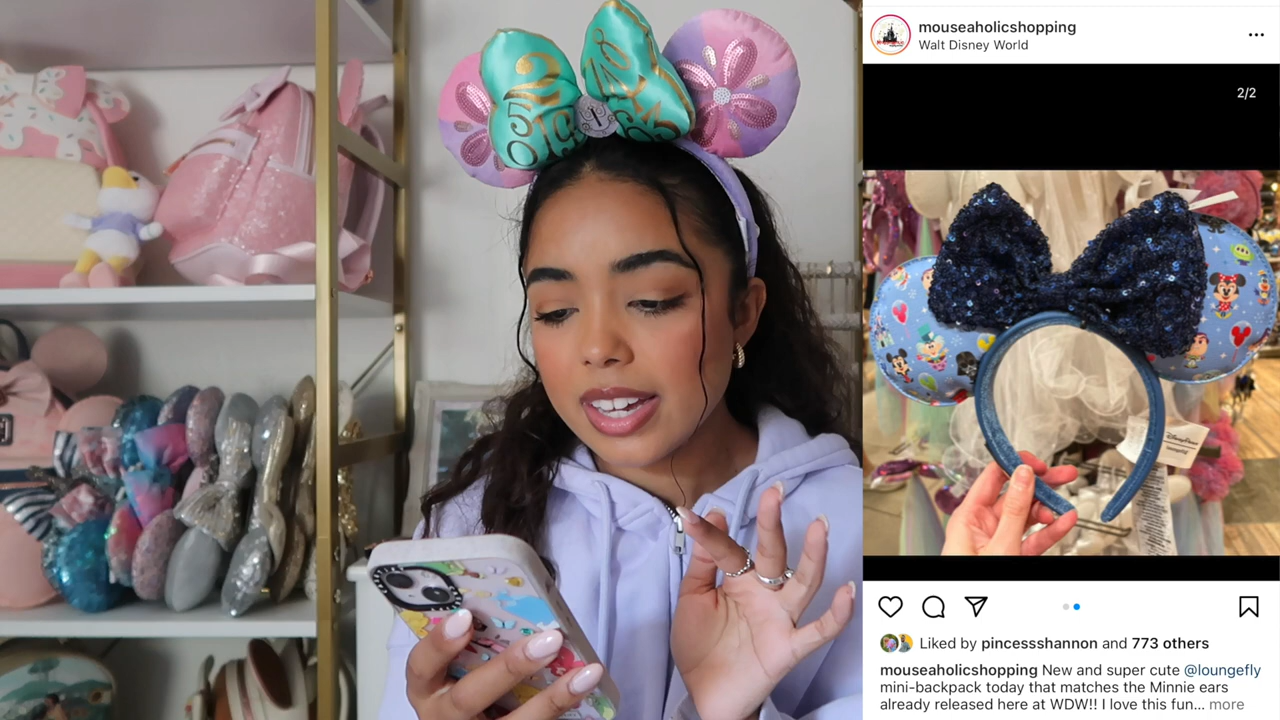 mouseaholicshopping
Walt Disney World
2/2
Liked by pincessshannon and 773 others
mouseaholicshopping New and super cute @loungefly
mini-backpack today that matches the Minnie ears
already released here at WDW!! I love this fun... more